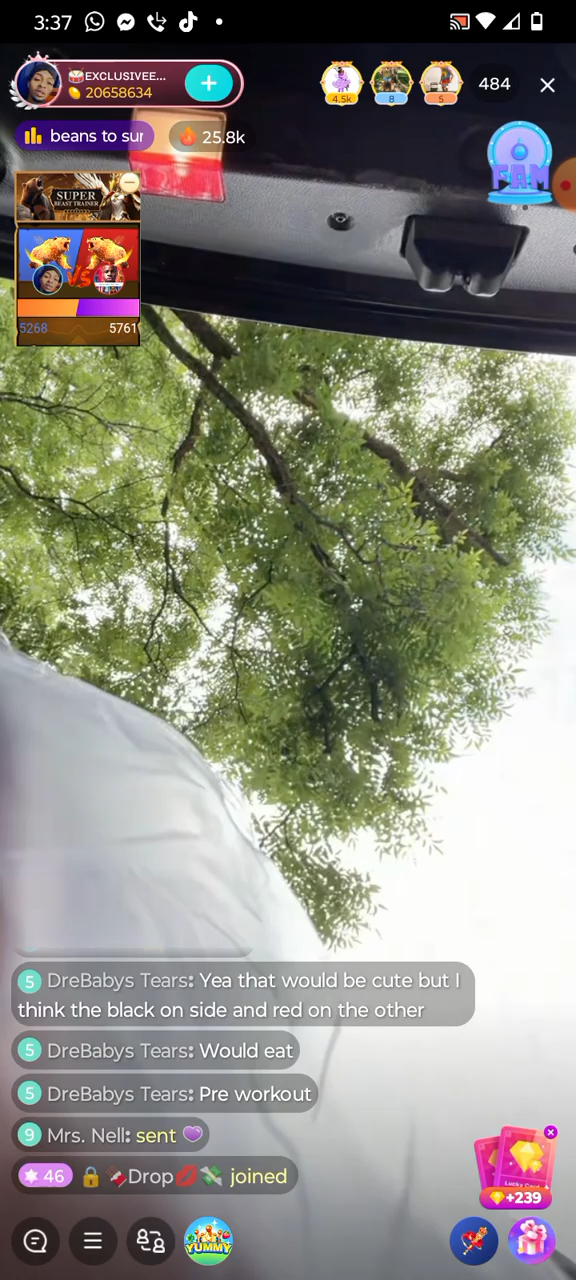 3:37
EXCLUSIVEE...
20658634
4.5k
8
5
484
beans to sur
25.8k
FAM
SUPER
BEAST TRAINER
VS
5268
5761
DreBabys Tears: Yea that would be cute but I
think the black on side and red on the other
DreBabys Tears: Would eat
5
DreBabys Tears: Pre workout
5
9 Mrs. Nell: sent 💜
46 🔒🍫Drop💋💸 joined
Lucky Card
+239
YUMMY